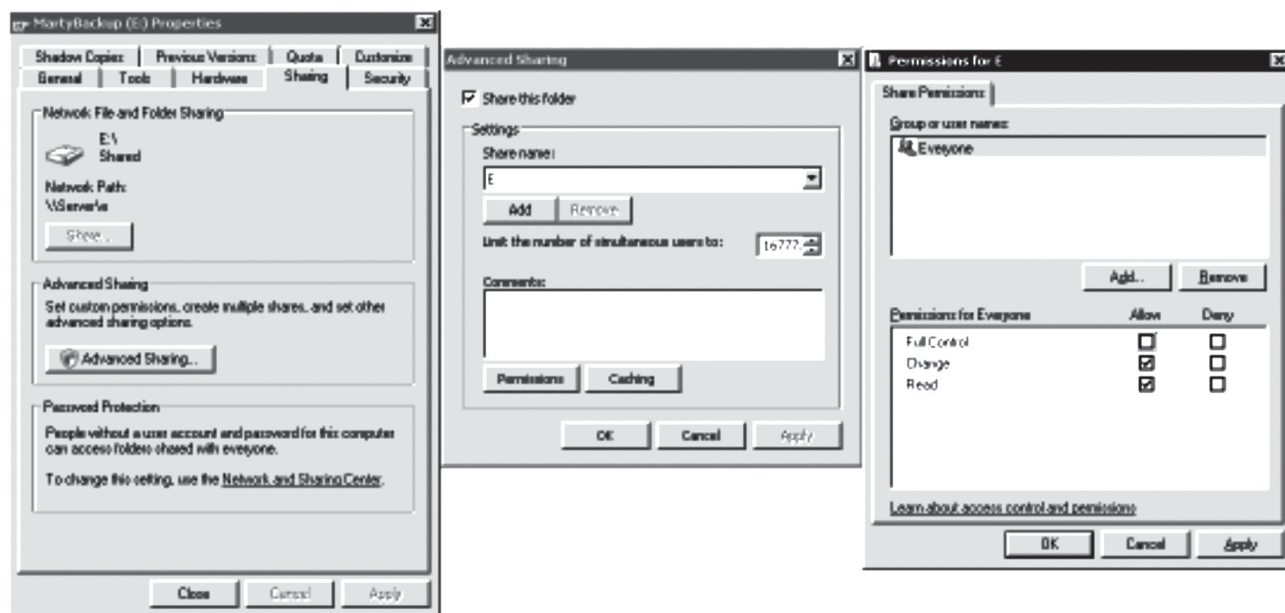 MartyBackup (E:) Properties
Shadow Copies Previous Versions Quota Customize
General Tools Hardware Sharing Security
Network File and Folder Sharing
E:\
Shared
Network Path:
\\Server\e
Share...
Advanced Sharing
Set custom permissions, create multiple shares, and set other
advanced sharing options.
Advanced Sharing...
Password Protection
People without a user account and password for this computer
can access folders shared with everyone.
To change this setting, use the Network and Sharing Center.
Close Cancel Apply
Advanced Sharing
Share this folder
Settings
Share name:
E
Add Remove
Limit the number of simultaneous users to: 16777
Comments:
Permissions Caching
OK Cancel Apply
Permissions for E
Share Permissions
Group or user names:
Everyone
Add... Remove
Permissions for Everyone Allow Deny
Full Control
Change
Read
Learn about access control and permissions
OK Cancel Apply